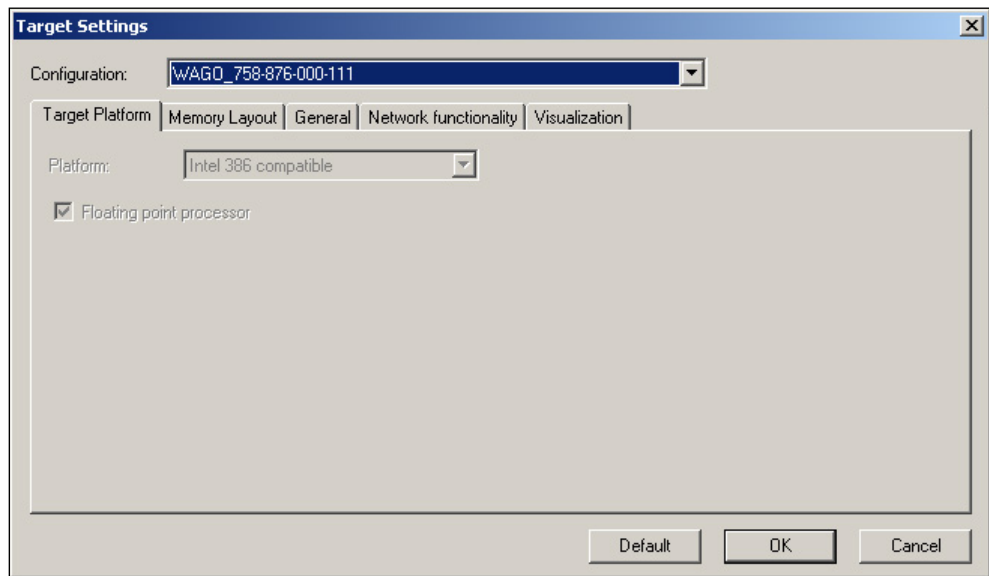 Target Settings
Configuration: WAGO_758-876-000-111
Target Platform Memory Layout General Network functionality Visualization
Platform: Intel 386 compatible
Floating point processor
Default OK Cancel